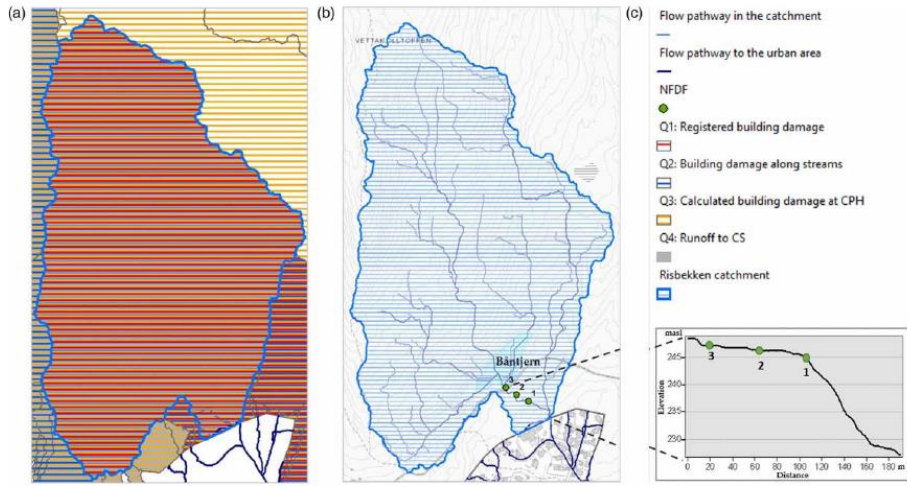 (a)
(b)
(c)
VETTAKOLLTOPPEN
Båntjern
3
2
1
Flow pathway in the catchment
Flow pathway to the urban area
NFDF
Q1: Registered building damage
Q2: Building damage along streams
Q3: Calculated building damage at CPH
Q4: Runoff to CS
Risbekken catchment
masl
245
240
235
230
Elevation
3
2
1
0 20 40 60 80 100 120 140 160 180 m
Distance